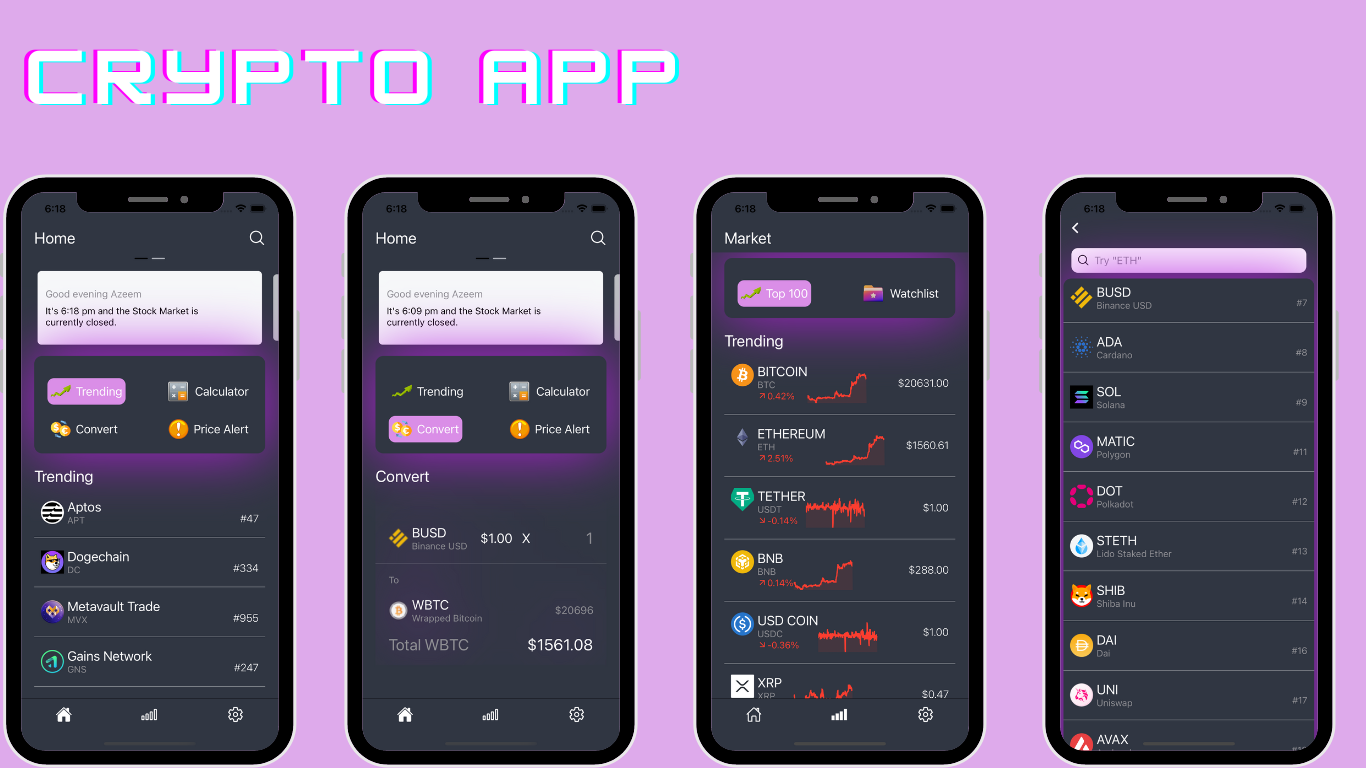 CRYPTO APP
6:18
Home
Good evening Azeem
It's 6:18 pm and the Stock Market is
currently closed.
Trending
Calculator
Convert
Price Alert
Trending
Aptos
APT
#47
Dogechain
DC
#334
Metavault Trade
MVX
#955
Gains Network
GNS
#247
6:18
Home
Good evening Azeem
It's 6:09 pm and the Stock Market is
currently closed.
Trending
Calculator
Convert
Price Alert
Convert
BUSD
Binance USD
$1.00 X
1
To
WBTC
Wrapped Bitcoin
$20696
Total WBTC
$1561.08
6:18
Market
Top 100
Watchlist
Trending
BITCOIN
BTC
↗0.42%
$20631.00
ETHEREUM
ETH
↗2.51%
$1560.61
TETHER
USDT
↘-0.14%
$1.00
BNB
BNB
↗0.14%
$288.00
USD COIN
USDC
↘-0.36%
$1.00
XRP
XRP
$0.47
6:18
Try "ETH"
BUSD
Binance USD
#7
ADA
Cardano
#8
SOL
Solana
#9
MATIC
Polygon
#11
DOT
Polkadot
#12
STETH
Lido Staked Ether
#13
SHIB
Shiba Inu
#14
DAI
Dai
#16
UNI
Uniswap
#17
AVAX